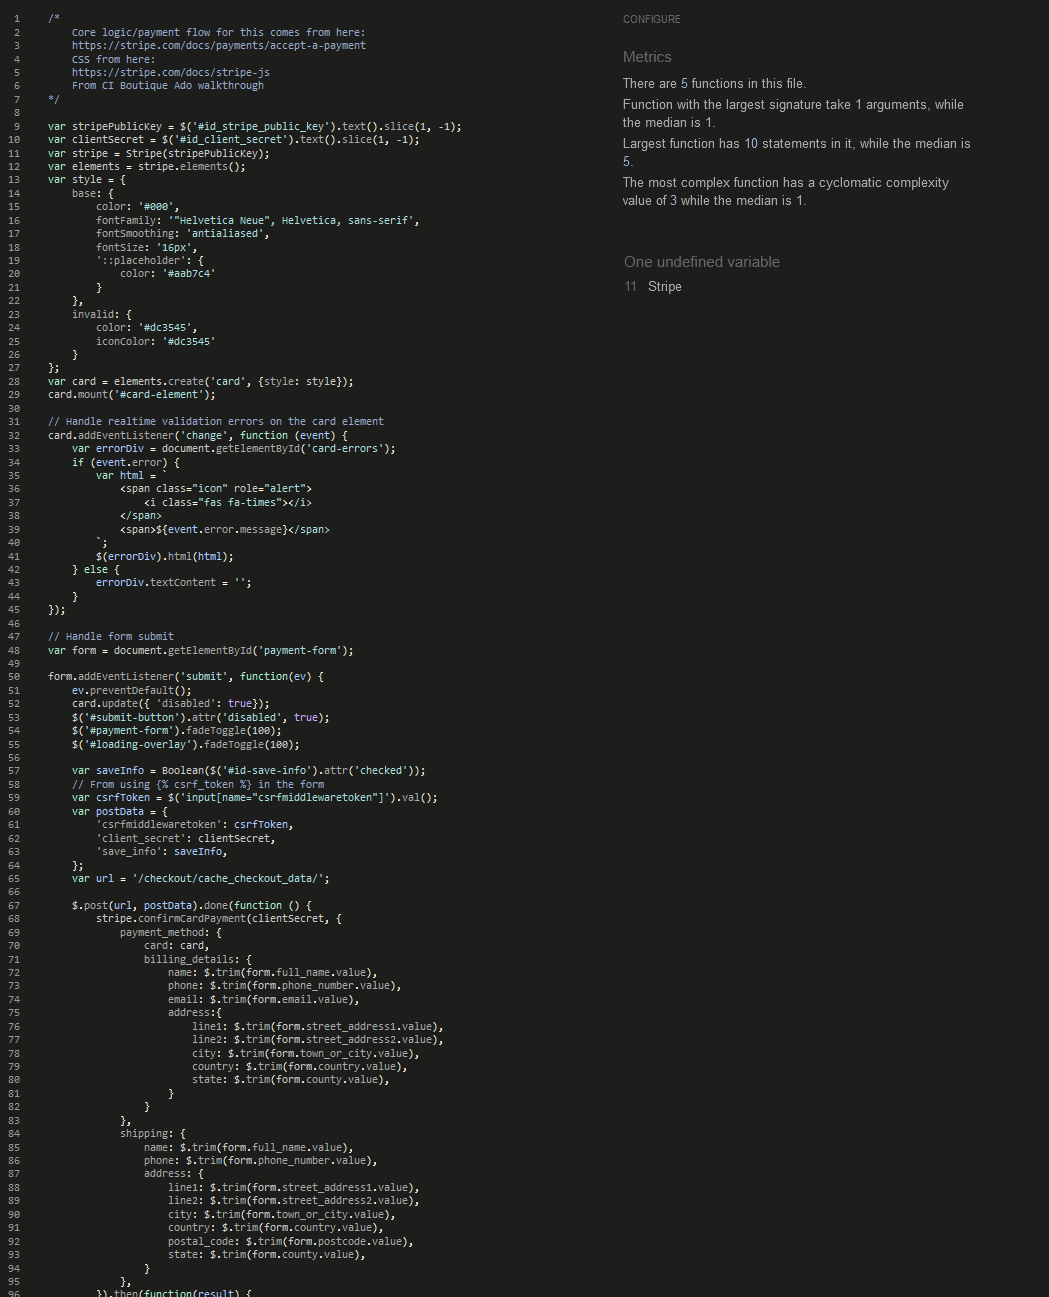 1 /*
2 Core logic/payment flow for this comes from here:
3 https://stripe.com/docs/payments/accept-a-payment
4 CSS from here:
5 https://stripe.com/docs/stripe-js
6 From CI Boutique Ado walkthrough
7 */
8
9 var stripePublicKey = $('#id_stripe_public_key').text().slice(1, -1);
10 var clientSecret = $('#id_client_secret').text().slice(1, -1);
11 var stripe = Stripe(stripePublicKey);
12 var elements = stripe.elements();
13 var style = {
14 base: {
15 color: '#000',
16 fontFamily: '"Helvetica Neue", Helvetica, sans-serif',
17 fontSmoothing: 'antialiased',
18 fontSize: '16px',
19 '::placeholder': {
20 color: '#aab7c4'
21 }
22 },
23 invalid: {
24 color: '#dc3545',
25 iconColor: '#dc3545'
26 }
27 };
28 var card = elements.create('card', {style: style});
29 card.mount('#card-element');
30
31 // Handle realtime validation errors on the card element
32 card.addEventListener('change', function (event) {
33 var errorDiv = document.getElementById('card-errors');
34 if (event.error) {
35 var html = `
36 <span class="icon" role="alert">
37 <i class="fas fa-times"></i>
38 </span>
39 <span>${event.error.message}</span>
40 `;
41 $(errorDiv).html(html);
42 } else {
43 errorDiv.textContent = '';
44 }
45 });
46
47 // Handle form submit
48 var form = document.getElementById('payment-form');
49
50 form.addEventListener('submit', function(ev) {
51 ev.preventDefault();
52 card.update({ 'disabled': true});
53 $('#submit-button').attr('disabled', true);
54 $('#payment-form').fadeToggle(100);
55 $('#loading-overlay').fadeToggle(100);
56
57 var saveInfo = Boolean($('#id-save-info').attr('checked'));
58 // From using {% csrf_token %} in the form
59 var csrfToken = $('input[name="csrfmiddlewaretoken"]').val();
60 var postData = {
61 'csrfmiddlewaretoken': csrfToken,
62 'client_secret': clientSecret,
63 'save_info': saveInfo,
64 };
65 var url = '/checkout/cache_checkout_data/';
66
67 $.post(url, postData).done(function () {
68 stripe.confirmCardPayment(clientSecret, {
69 payment_method: {
70 card: card,
71 billing_details: {
72 name: $.trim(form.full_name.value),
73 phone: $.trim(form.phone_number.value),
74 email: $.trim(form.email.value),
75 address:{
76 line1: $.trim(form.street_address1.value),
77 line2: $.trim(form.street_address2.value),
78 city: $.trim(form.town_or_city.value),
79 country: $.trim(form.country.value),
80 state: $.trim(form.county.value),
81 }
82 }
83 },
84 shipping: {
85 name: $.trim(form.full_name.value),
86 phone: $.trim(form.phone_number.value),
87 address: {
88 line1: $.trim(form.street_address1.value),
89 line2: $.trim(form.street_address2.value),
90 city: $.trim(form.town_or_city.value),
91 country: $.trim(form.country.value),
92 postal_code: $.trim(form.postcode.value),
93 state: $.trim(form.county.value),
94 }
95 },
96 }).then(function(result) {
CONFIGURE
Metrics
There are 5 functions in this file.
Function with the largest signature take 1 arguments, while
the median is 1.
Largest function has 10 statements in it, while the median is
5.
The most complex function has a cyclomatic complexity
value of 3 while the median is 1.
One undefined variable
11 Stripe